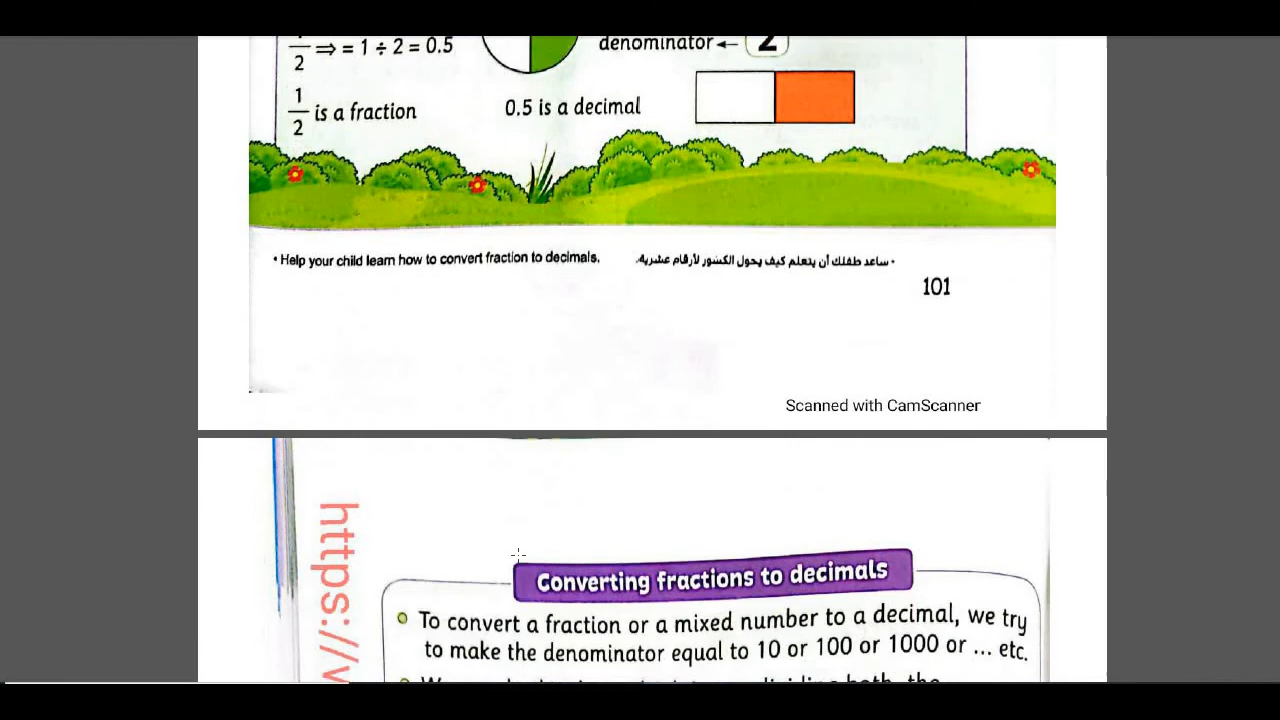 1/2 ⇒ = 1 ÷ 2 = 0.5
denominator ← 2
1/2 is a fraction
0.5 is a decimal
• Help your child learn how to convert fraction to decimals.
• ساعد طفلك أن يتعلم كيف يحول الكسور لأرقام عشرية.
101
Scanned with CamScanner
https://
Converting fractions to decimals
To convert a fraction or a mixed number to a decimal, we try
to make the denominator equal to 10 or 100 or 1000 or ... etc.